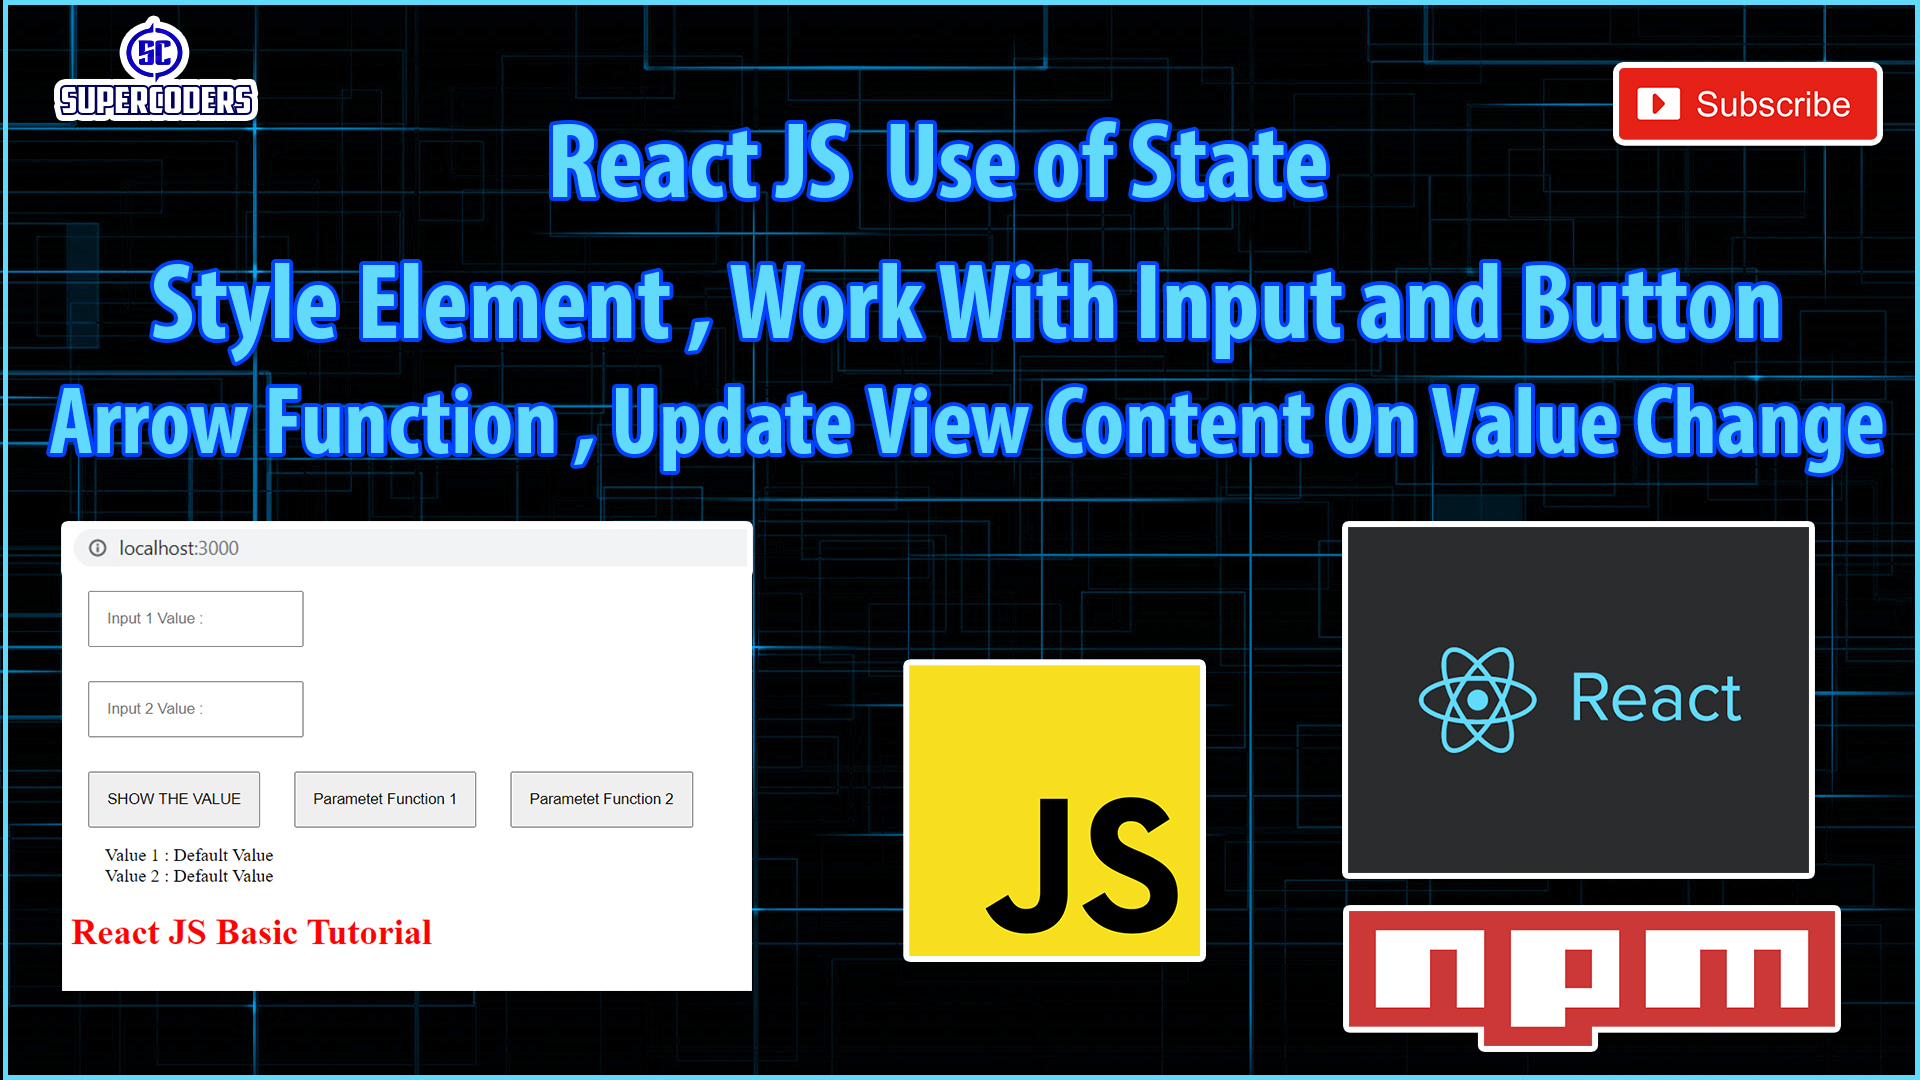 SC
SUPERCODERS
Subscribe
React JS Use of State
Style Element , Work With Input and Button
Arrow Function , Update View Content On Value Change
localhost:3000
Input 1 Value :
Input 2 Value :
SHOW THE VALUE
Parametet Function 1
Parametet Function 2
Value 1 : Default Value
Value 2 : Default Value
React JS Basic Tutorial
JS
React
npm